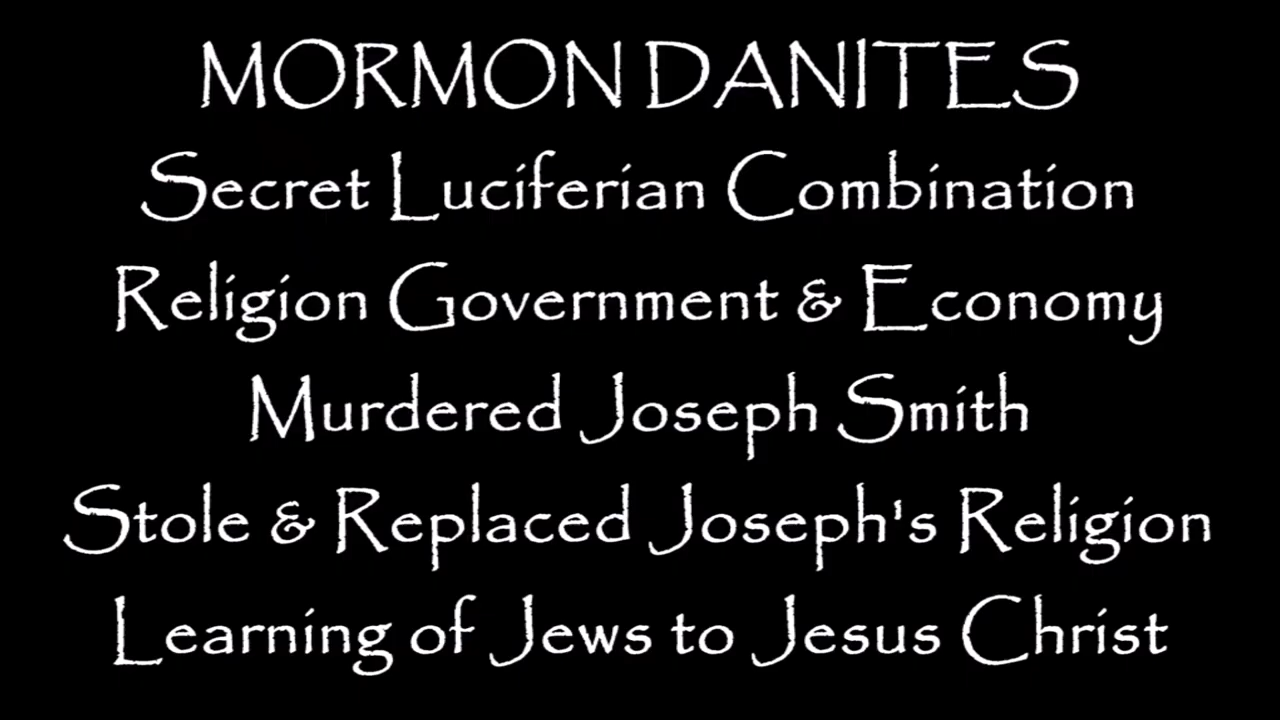 MORMON DANITES
Secret Luciferian Combination
Religion Government & Economy
Murdered Joseph Smith
Stole & Replaced Joseph's Religion
Learning of Jews to Jesus Christ